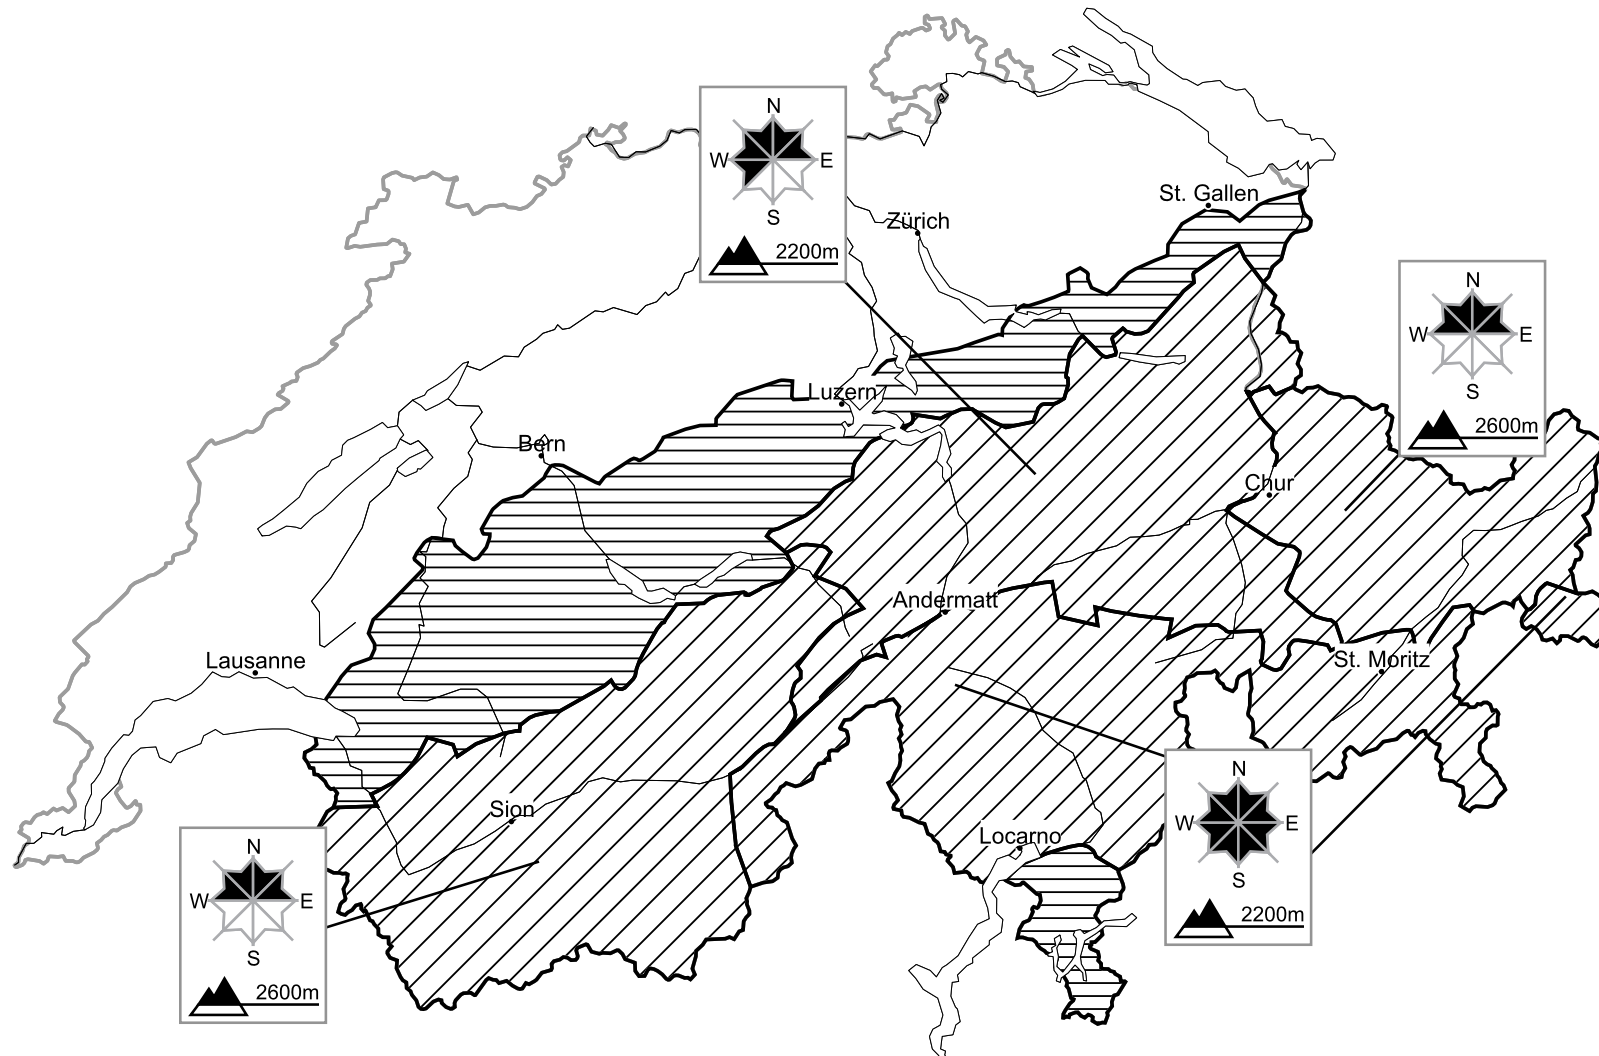 N
W E
S
2200m
St. Gallen
Zürich
N
W E
S
2600m
Luzern
Bern
Chur
Andermatt
Lausanne
St. Moritz
N
W E
S
2200m
Sion
Locarno
N
W E
S
2600m